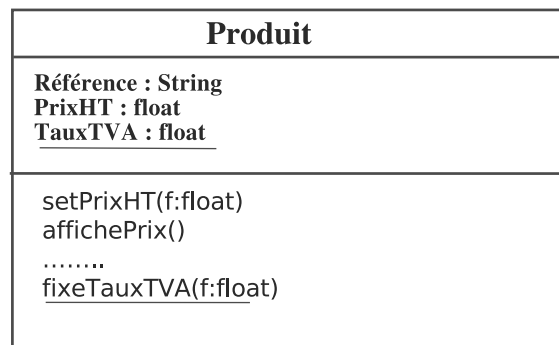 Produit
Référence : String
PrixHT : float
TauxTVA : float
setPrixHT(f:float)
affichePrix()
........
fixeTauxTVA(f:float)